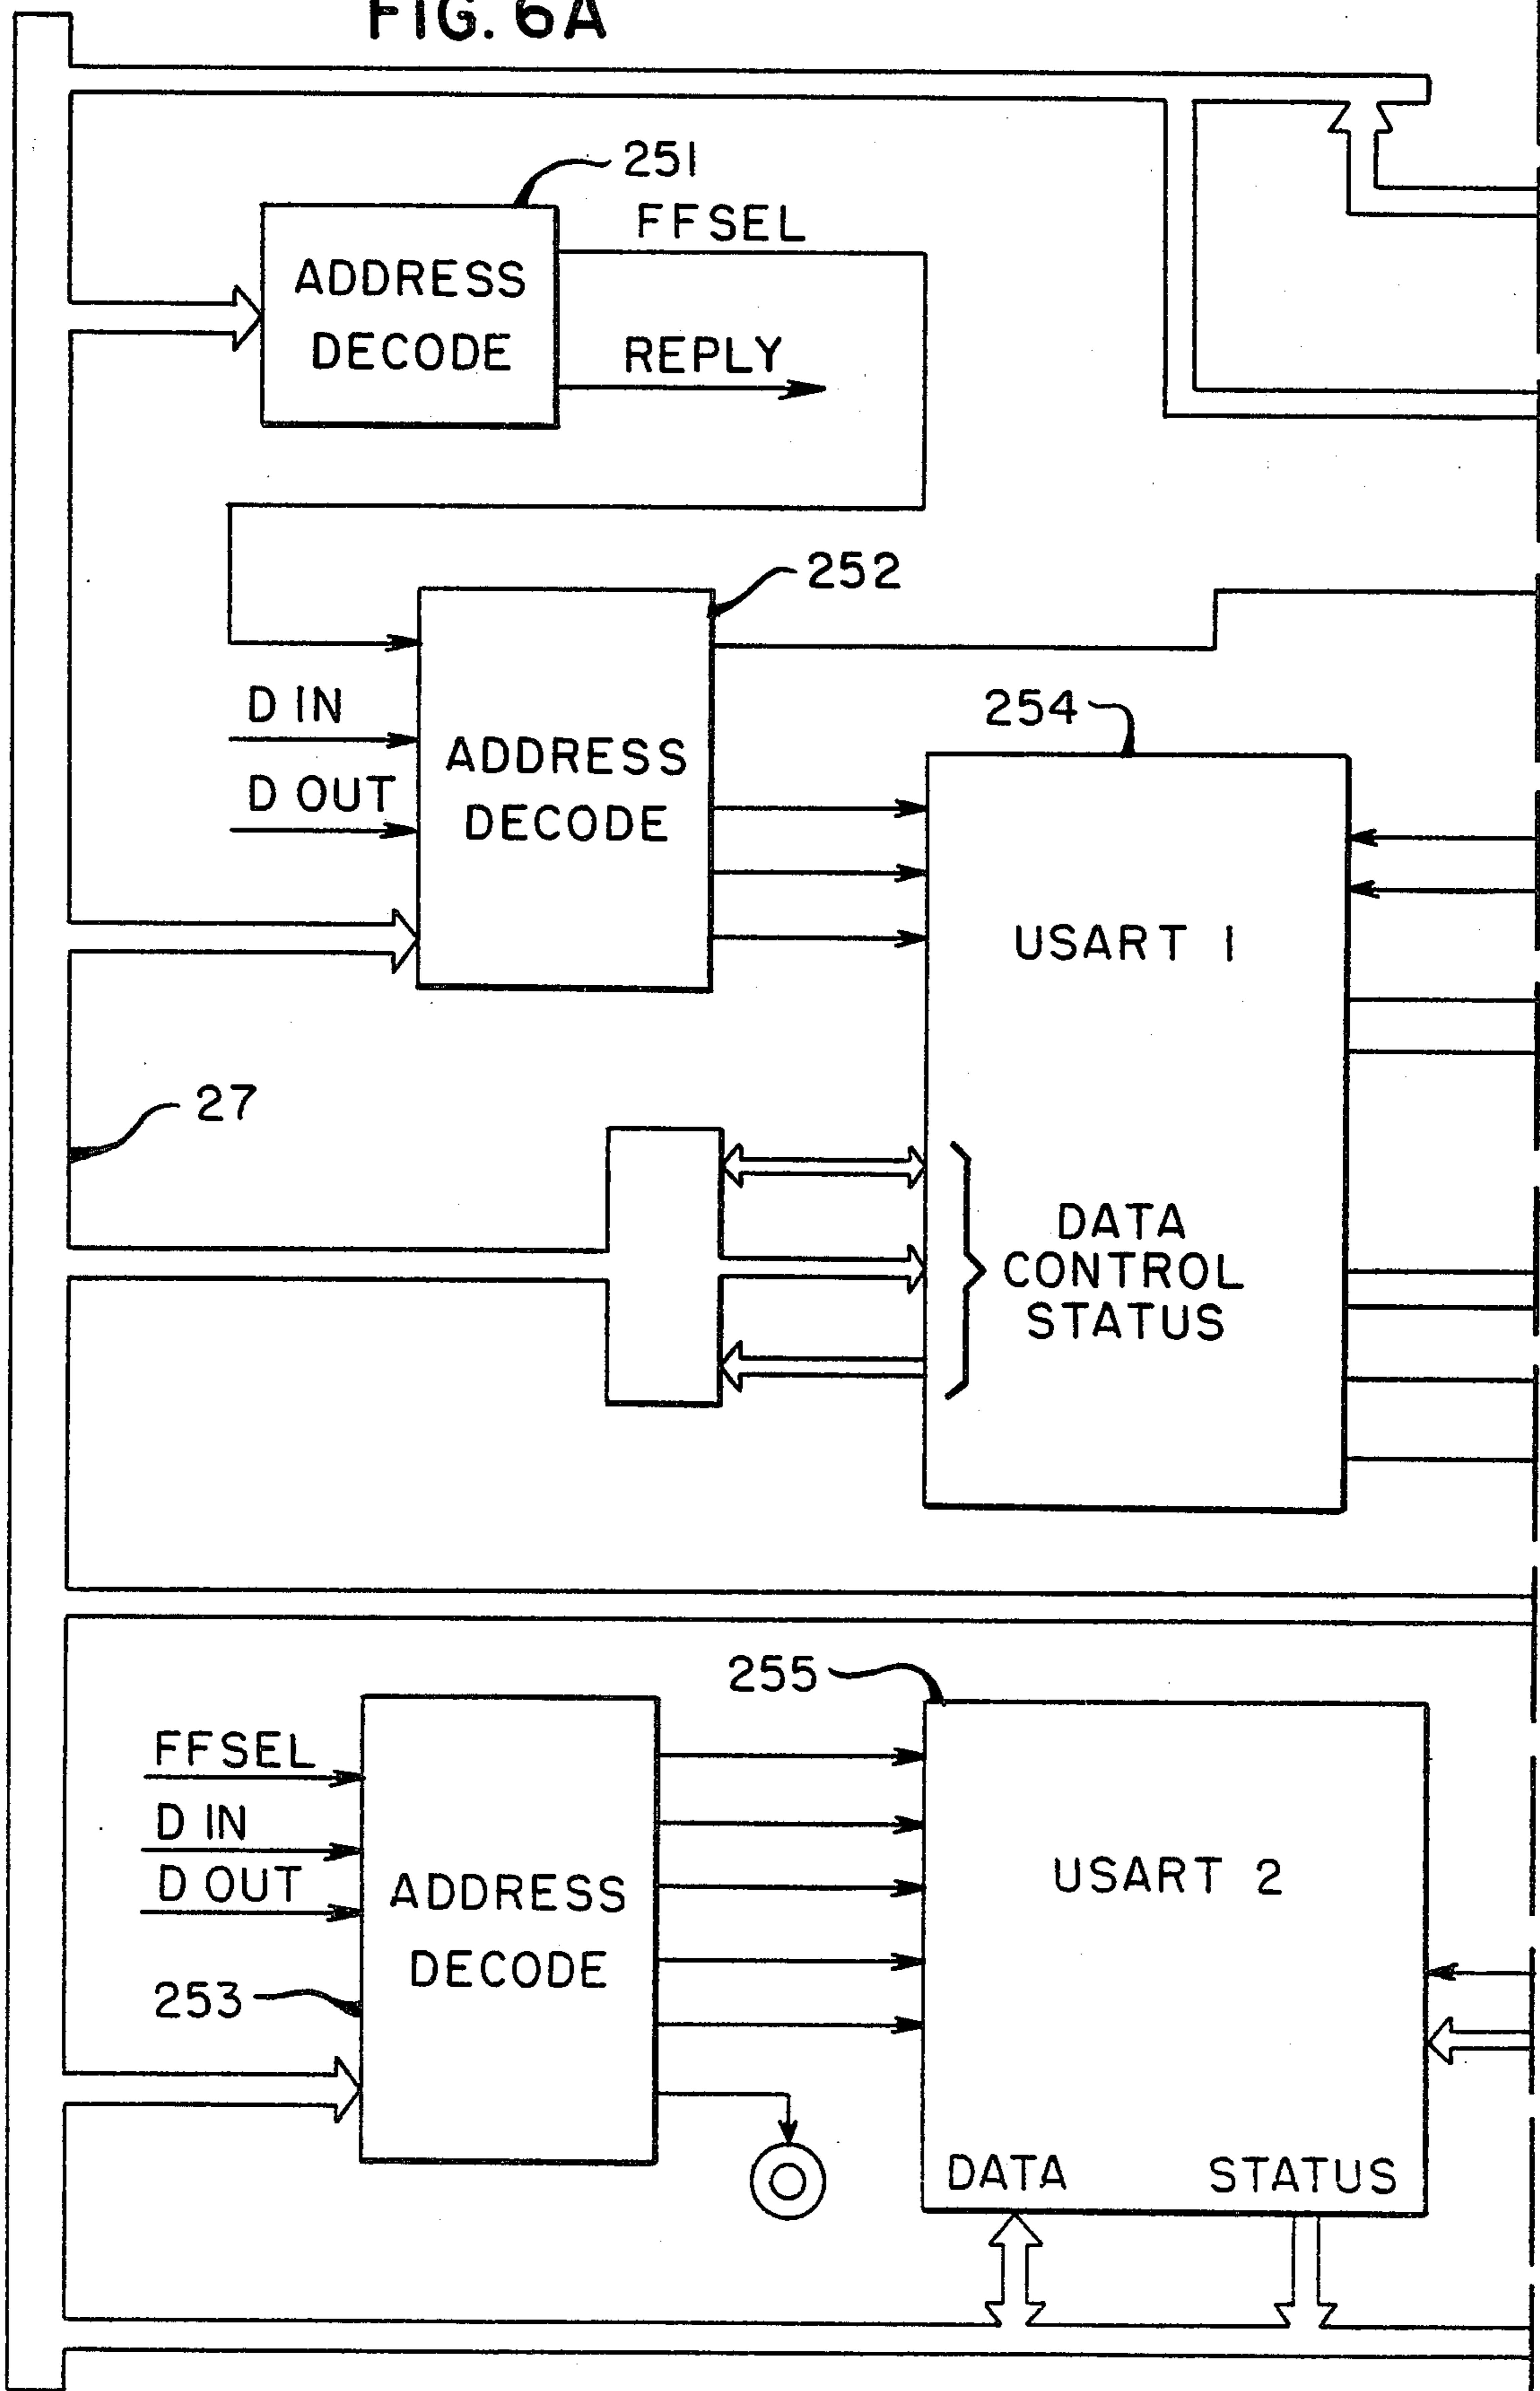 FIG. 6A
251
FFSEL
ADDRESS
DECODE
REPLY
252
D IN
254
ADDRESS
D OUT
DECODE
USART 1
27
DATA
CONTROL
STATUS
255
FFSEL
D IN
USART 2
D OUT
ADDRESS
DECODE
253
DATA
STATUS